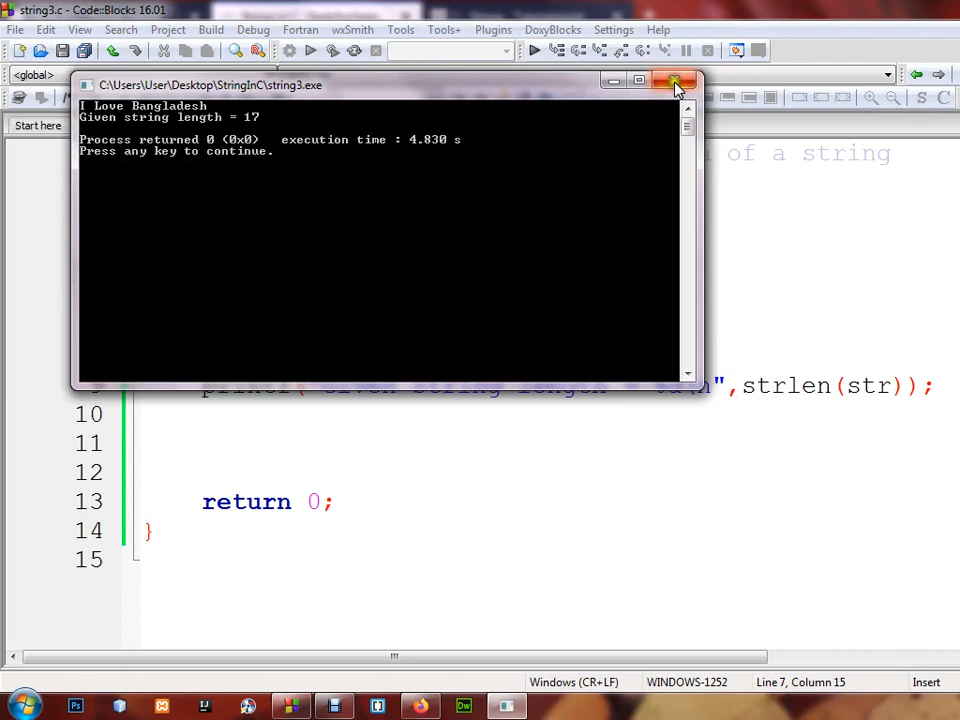 string3.c - Code::Blocks 16.01
File Edit View Search Project Build Debug Fortran wxSmith Tools Tools+ Plugins DoxyBlocks Settings Help
<global>
C:\Users\User\Desktop\StringInC\string3.exe
I Love Bangladesh
Given string length = 17
Process returned 0 (0x0)   execution time : 4.830 s
Press any key to continue.
Start here
of a string
",strlen(str));
10
11
12
13 return 0;
14 }
15
Windows (CR+LF) WINDOWS-1252 Line 7, Column 15 Insert
Ps Dw